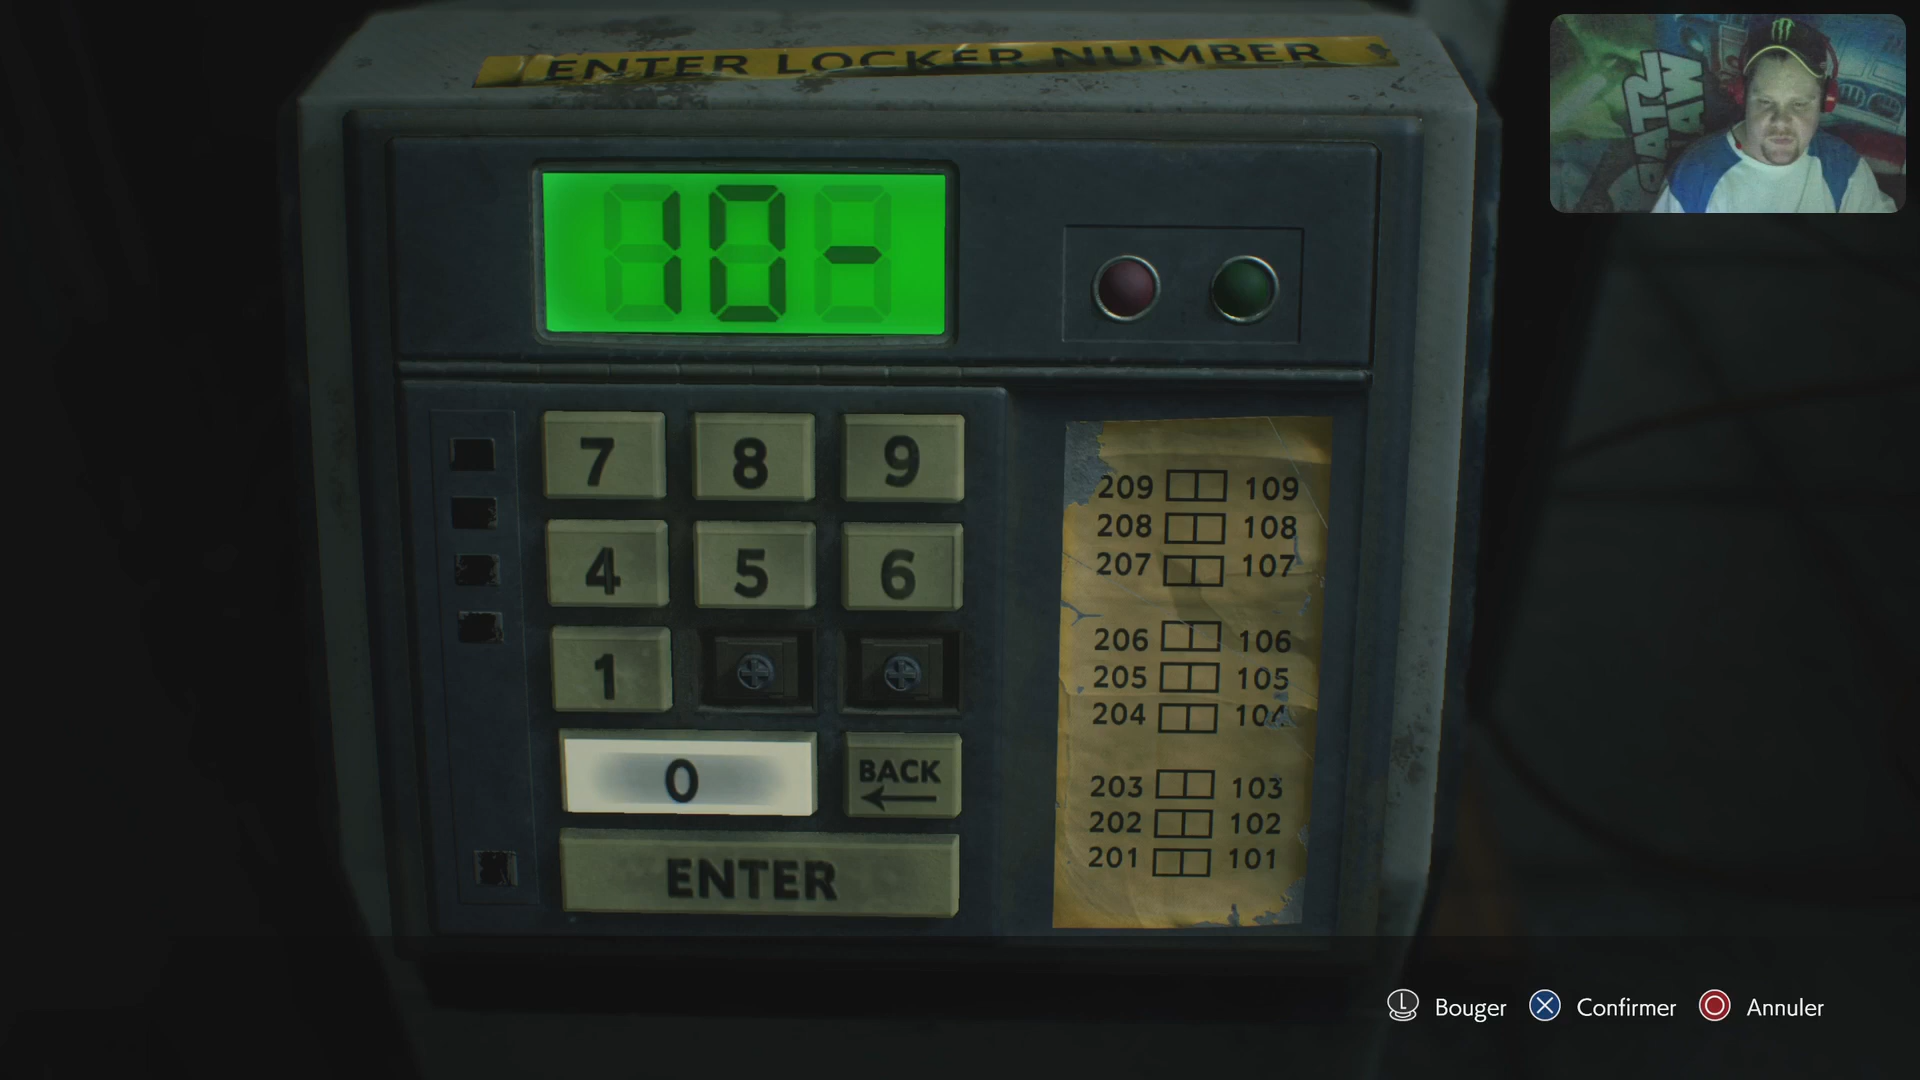 ENTER LOCKER NUMBER
10-
7 8 9
4 5 6
1
0 BACK
ENTER
209 109
208 108
207 107
206 106
205 105
204 104
203 103
202 102
201 101
L Bouger Confirmer Annuler